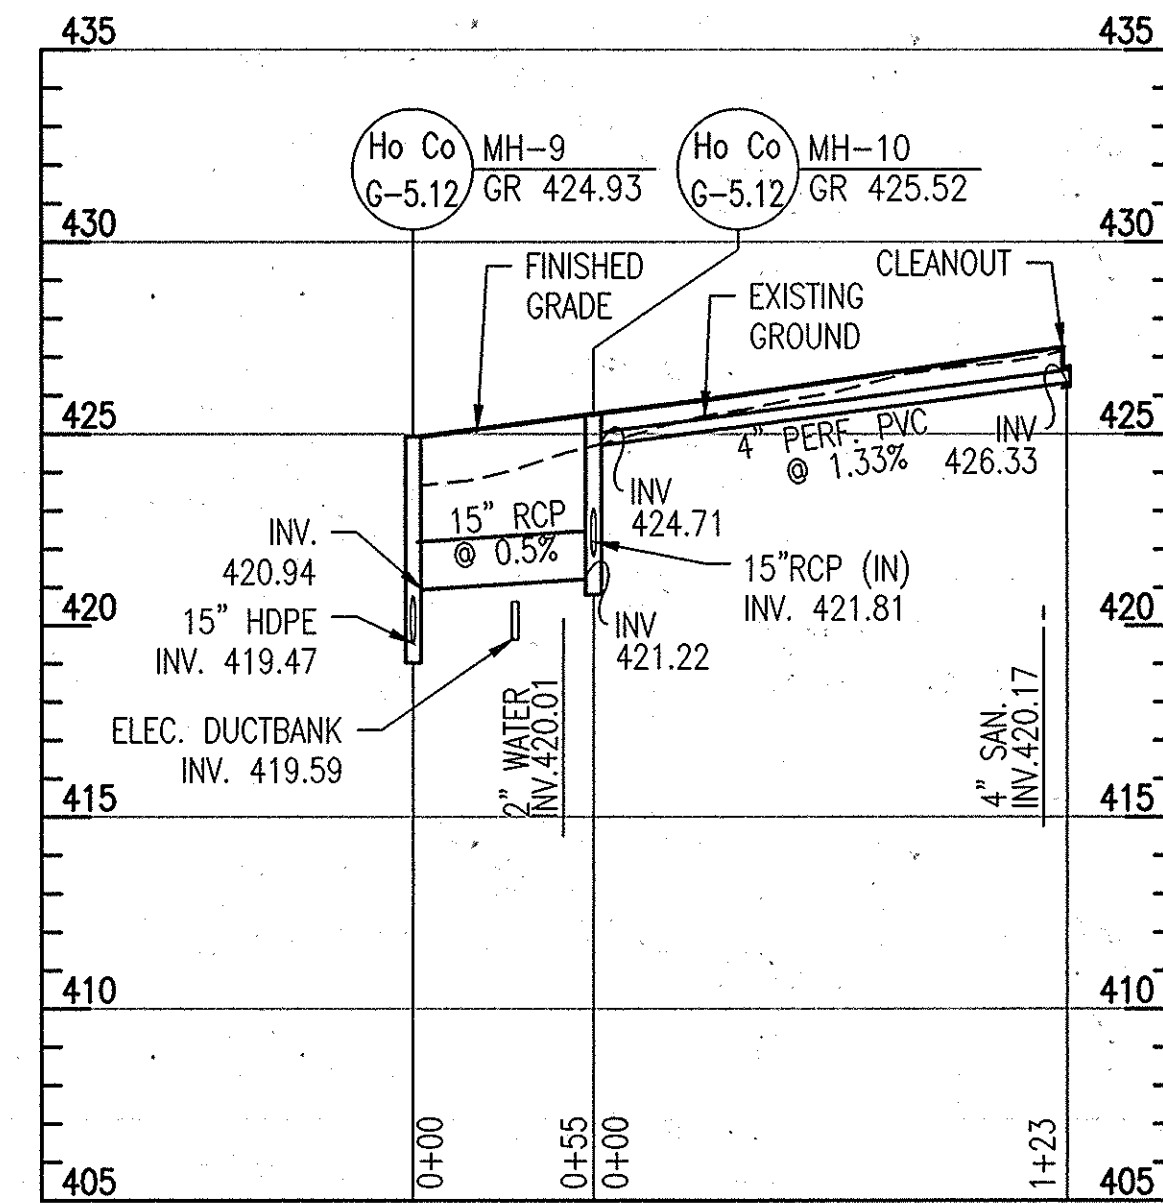 435
435
Ho Co
G-5.12
MH-9
GR 424.93
Ho Co
G-5.12
MH-10
GR 425.52
430
430
FINISHED
GRADE
EXISTING
GROUND
CLEANOUT
425
425
4" PERF. PVC
@ 1.33%
INV
426.33
INV
424.71
15" RCP
@ 0.5%
INV.
420.94
15"RCP (IN)
INV. 421.81
420
420
15" HDPE
INV. 419.47
INV
421.22
ELEC. DUCTBANK
INV. 419.59
2" WATER
INV.420.01
4" SAN.
INV.420.17
415
415
410
410
0+00
0+55
0+00
1+23
405
405